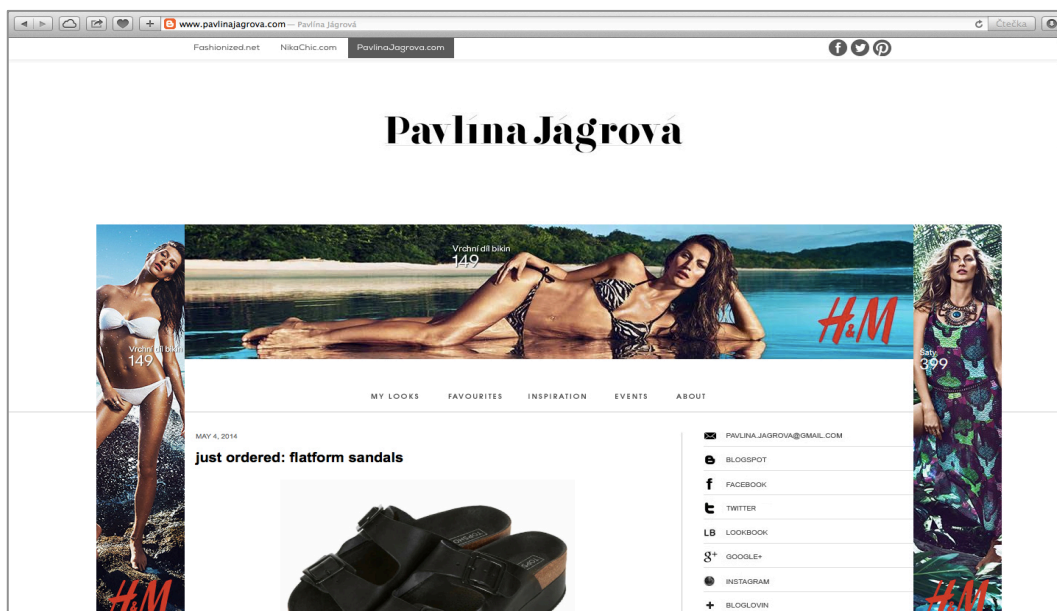 www.pavlinajagrova.com — Pavlína Jágrová
Čtečka
Fashionized.net NikaChic.com PavlinaJagrova.com
Pavlína Jágrová
Vrchní díl bikin
149
H&M
Vrchní díl bikin
149
H&M
Šaty
399
H&M
MY LOOKS FAVOURITES INSPIRATION EVENTS ABOUT
MAY 4, 2014
just ordered: flatform sandals
TOPSHOP
PAVLINA.JAGROVA@GMAIL.COM
BLOGSPOT
FACEBOOK
TWITTER
LB LOOKBOOK
g+ GOOGLE+
INSTAGRAM
BLOGLOVIN